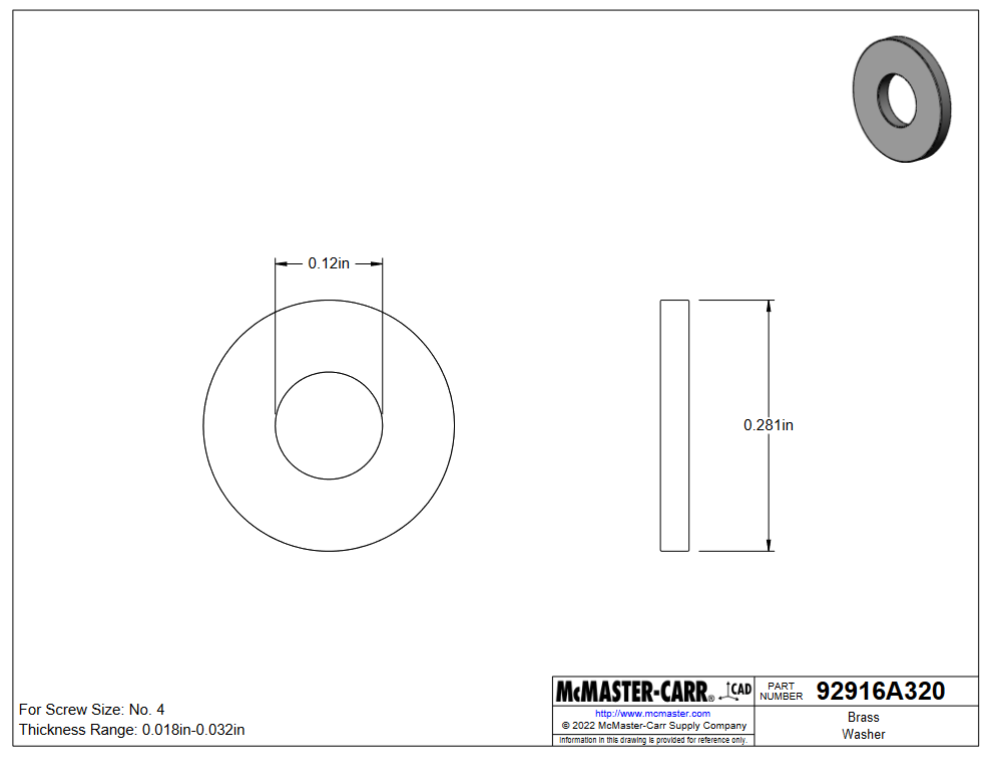 0.12in
0.281in
For Screw Size: No. 4
Thickness Range: 0.018in-0.032in
McMASTER-CARR® CAD
http://www.mcmaster.com
© 2022 McMaster-Carr Supply Company
Information in this drawing is provided for reference only.
PART
NUMBER
92916A320
Brass
Washer